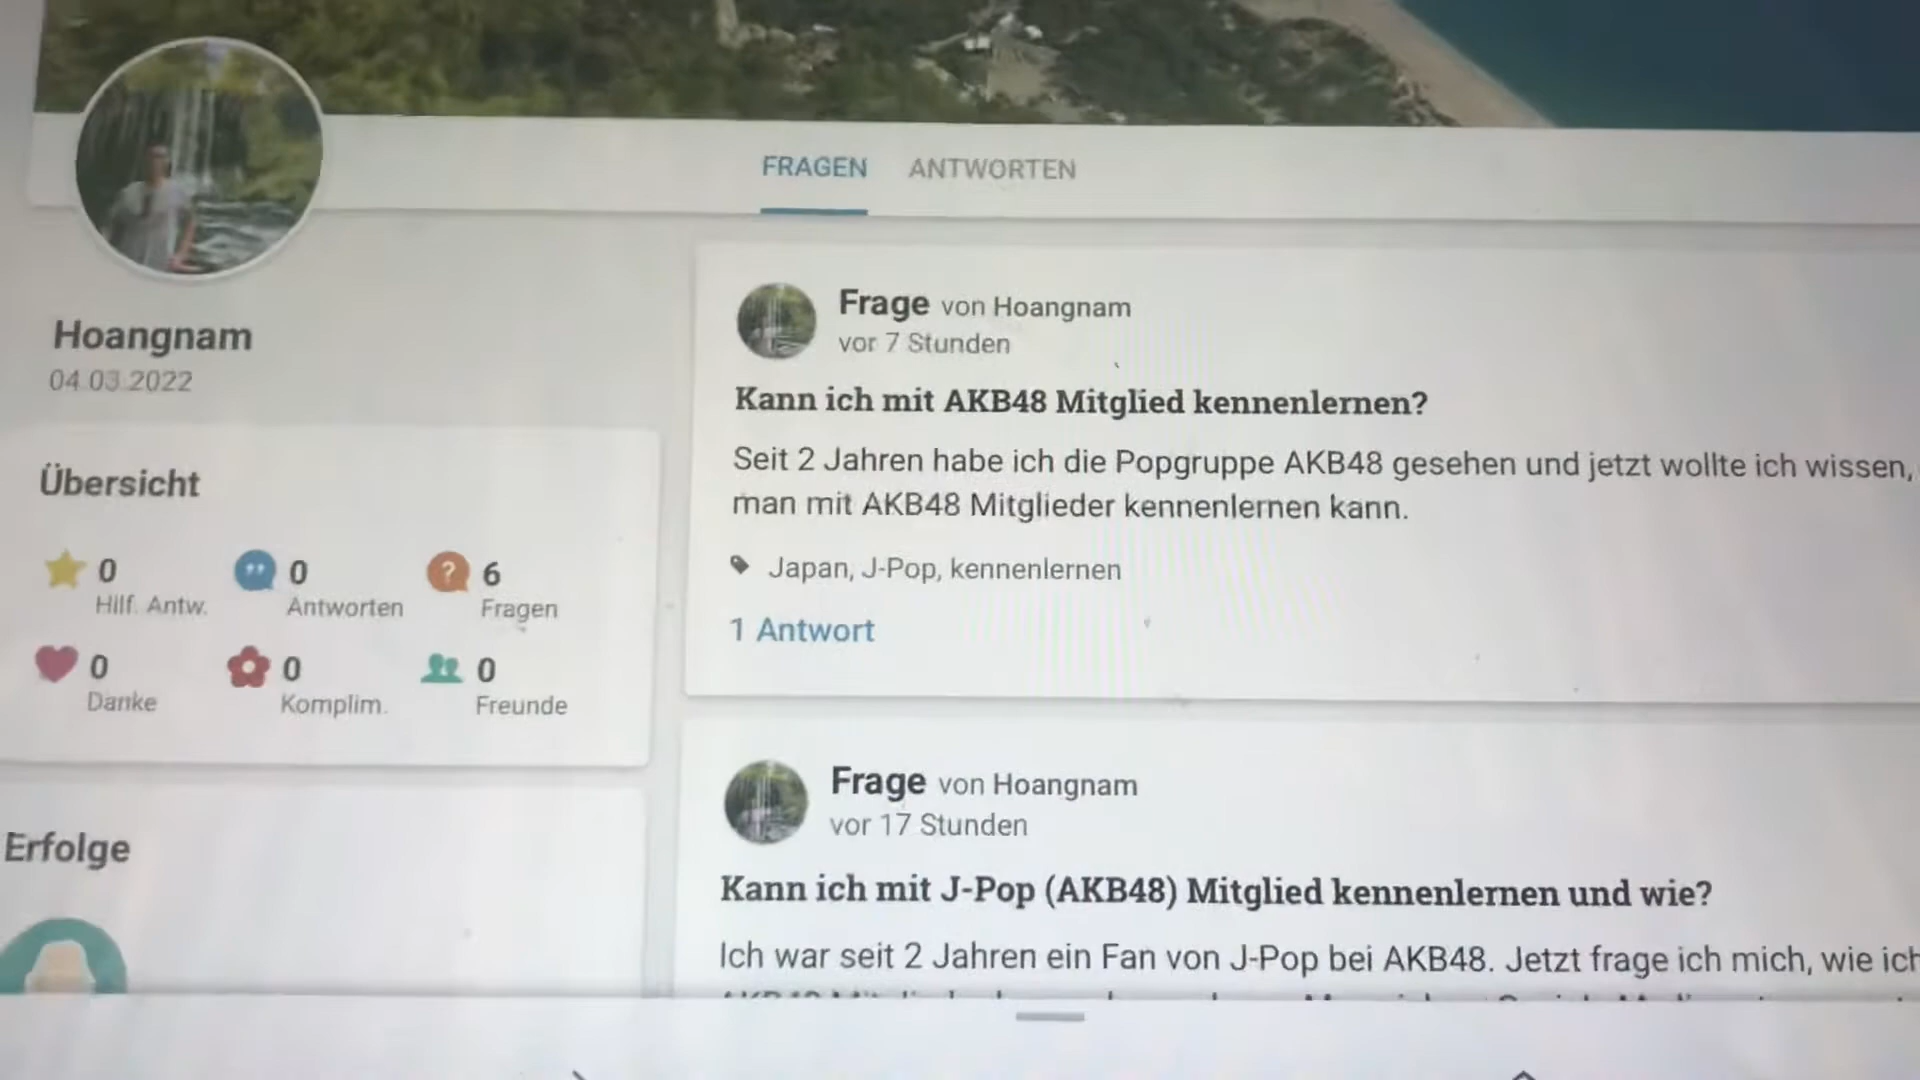 FRAGEN ANTWORTEN
Hoangnam
04.03.2022
Übersicht
0 Hilf. Antw.
0 Antworten
6 Fragen
0 Danke
0 Komplim.
0 Freunde
Erfolge
Frage von Hoangnam
vor 7 Stunden
Kann ich mit AKB48 Mitglied kennenlernen?
Seit 2 Jahren habe ich die Popgruppe AKB48 gesehen und jetzt wollte ich wissen,
man mit AKB48 Mitglieder kennenlernen kann.
Japan, J-Pop, kennenlernen
1 Antwort
Frage von Hoangnam
vor 17 Stunden
Kann ich mit J-Pop (AKB48) Mitglied kennenlernen und wie?
Ich war seit 2 Jahren ein Fan von J-Pop bei AKB48. Jetzt frage ich mich, wie ich